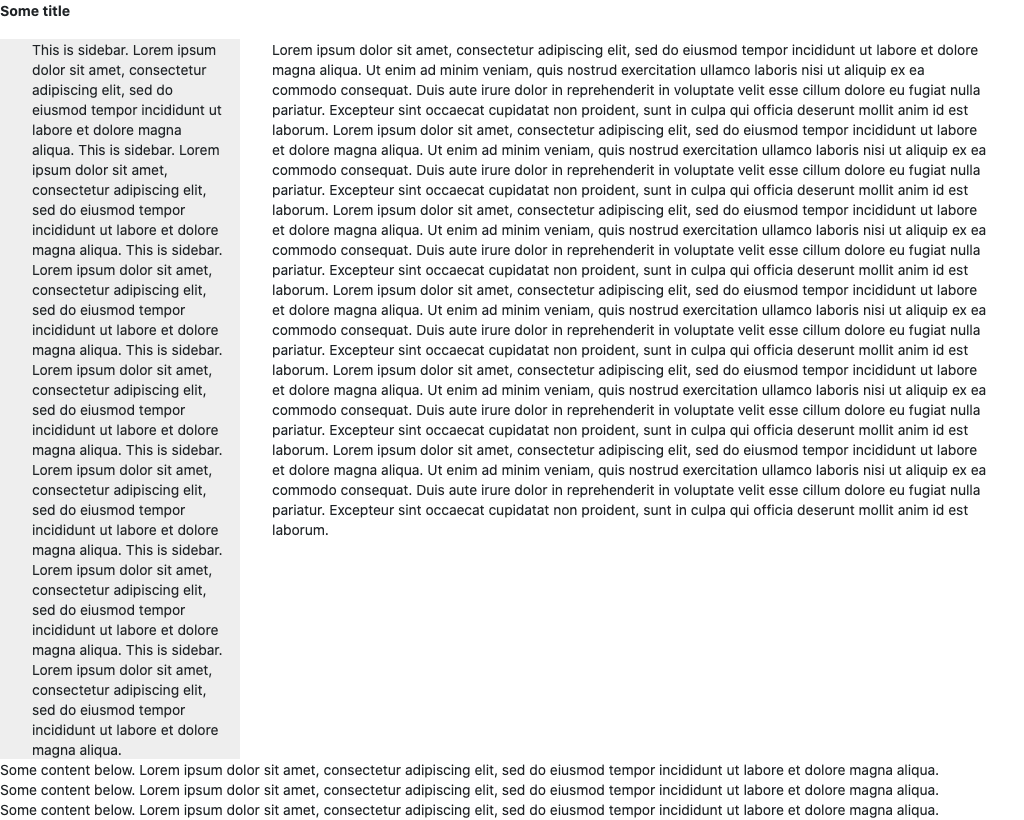 Some title
This is sidebar. Lorem ipsum
dolor sit amet, consectetur
adipiscing elit, sed do
eiusmod tempor incididunt ut
labore et dolore magna
aliqua. This is sidebar. Lorem
ipsum dolor sit amet,
consectetur adipiscing elit,
sed do eiusmod tempor
incididunt ut labore et dolore
magna aliqua. This is sidebar.
Lorem ipsum dolor sit amet,
consectetur adipiscing elit,
sed do eiusmod tempor
incididunt ut labore et dolore
magna aliqua. This is sidebar.
Lorem ipsum dolor sit amet,
consectetur adipiscing elit,
sed do eiusmod tempor
incididunt ut labore et dolore
magna aliqua. This is sidebar.
Lorem ipsum dolor sit amet,
consectetur adipiscing elit,
sed do eiusmod tempor
incididunt ut labore et dolore
magna aliqua. This is sidebar.
Lorem ipsum dolor sit amet,
consectetur adipiscing elit,
sed do eiusmod tempor
incididunt ut labore et dolore
magna aliqua. This is sidebar.
Lorem ipsum dolor sit amet,
consectetur adipiscing elit,
sed do eiusmod tempor
incididunt ut labore et dolore
magna aliqua.
Lorem ipsum dolor sit amet, consectetur adipiscing elit, sed do eiusmod tempor incididunt ut labore et dolore
magna aliqua. Ut enim ad minim veniam, quis nostrud exercitation ullamco laboris nisi ut aliquip ex ea
commodo consequat. Duis aute irure dolor in reprehenderit in voluptate velit esse cillum dolore eu fugiat nulla
pariatur. Excepteur sint occaecat cupidatat non proident, sunt in culpa qui officia deserunt mollit anim id est
laborum. Lorem ipsum dolor sit amet, consectetur adipiscing elit, sed do eiusmod tempor incididunt ut labore
et dolore magna aliqua. Ut enim ad minim veniam, quis nostrud exercitation ullamco laboris nisi ut aliquip ex ea
commodo consequat. Duis aute irure dolor in reprehenderit in voluptate velit esse cillum dolore eu fugiat nulla
pariatur. Excepteur sint occaecat cupidatat non proident, sunt in culpa qui officia deserunt mollit anim id est
laborum. Lorem ipsum dolor sit amet, consectetur adipiscing elit, sed do eiusmod tempor incididunt ut labore
et dolore magna aliqua. Ut enim ad minim veniam, quis nostrud exercitation ullamco laboris nisi ut aliquip ex ea
commodo consequat. Duis aute irure dolor in reprehenderit in voluptate velit esse cillum dolore eu fugiat nulla
pariatur. Excepteur sint occaecat cupidatat non proident, sunt in culpa qui officia deserunt mollit anim id est
laborum. Lorem ipsum dolor sit amet, consectetur adipiscing elit, sed do eiusmod tempor incididunt ut labore
et dolore magna aliqua. Ut enim ad minim veniam, quis nostrud exercitation ullamco laboris nisi ut aliquip ex ea
commodo consequat. Duis aute irure dolor in reprehenderit in voluptate velit esse cillum dolore eu fugiat nulla
pariatur. Excepteur sint occaecat cupidatat non proident, sunt in culpa qui officia deserunt mollit anim id est
laborum. Lorem ipsum dolor sit amet, consectetur adipiscing elit, sed do eiusmod tempor incididunt ut labore
et dolore magna aliqua. Ut enim ad minim veniam, quis nostrud exercitation ullamco laboris nisi ut aliquip ex ea
commodo consequat. Duis aute irure dolor in reprehenderit in voluptate velit esse cillum dolore eu fugiat nulla
pariatur. Excepteur sint occaecat cupidatat non proident, sunt in culpa qui officia deserunt mollit anim id est
laborum. Lorem ipsum dolor sit amet, consectetur adipiscing elit, sed do eiusmod tempor incididunt ut labore
et dolore magna aliqua. Ut enim ad minim veniam, quis nostrud exercitation ullamco laboris nisi ut aliquip ex ea
commodo consequat. Duis aute irure dolor in reprehenderit in voluptate velit esse cillum dolore eu fugiat nulla
pariatur. Excepteur sint occaecat cupidatat non proident, sunt in culpa qui officia deserunt mollit anim id est
laborum.
Some content below. Lorem ipsum dolor sit amet, consectetur adipiscing elit, sed do eiusmod tempor incididunt ut labore et dolore magna aliqua.
Some content below. Lorem ipsum dolor sit amet, consectetur adipiscing elit, sed do eiusmod tempor incididunt ut labore et dolore magna aliqua.
Some content below. Lorem ipsum dolor sit amet, consectetur adipiscing elit, sed do eiusmod tempor incididunt ut labore et dolore magna aliqua.